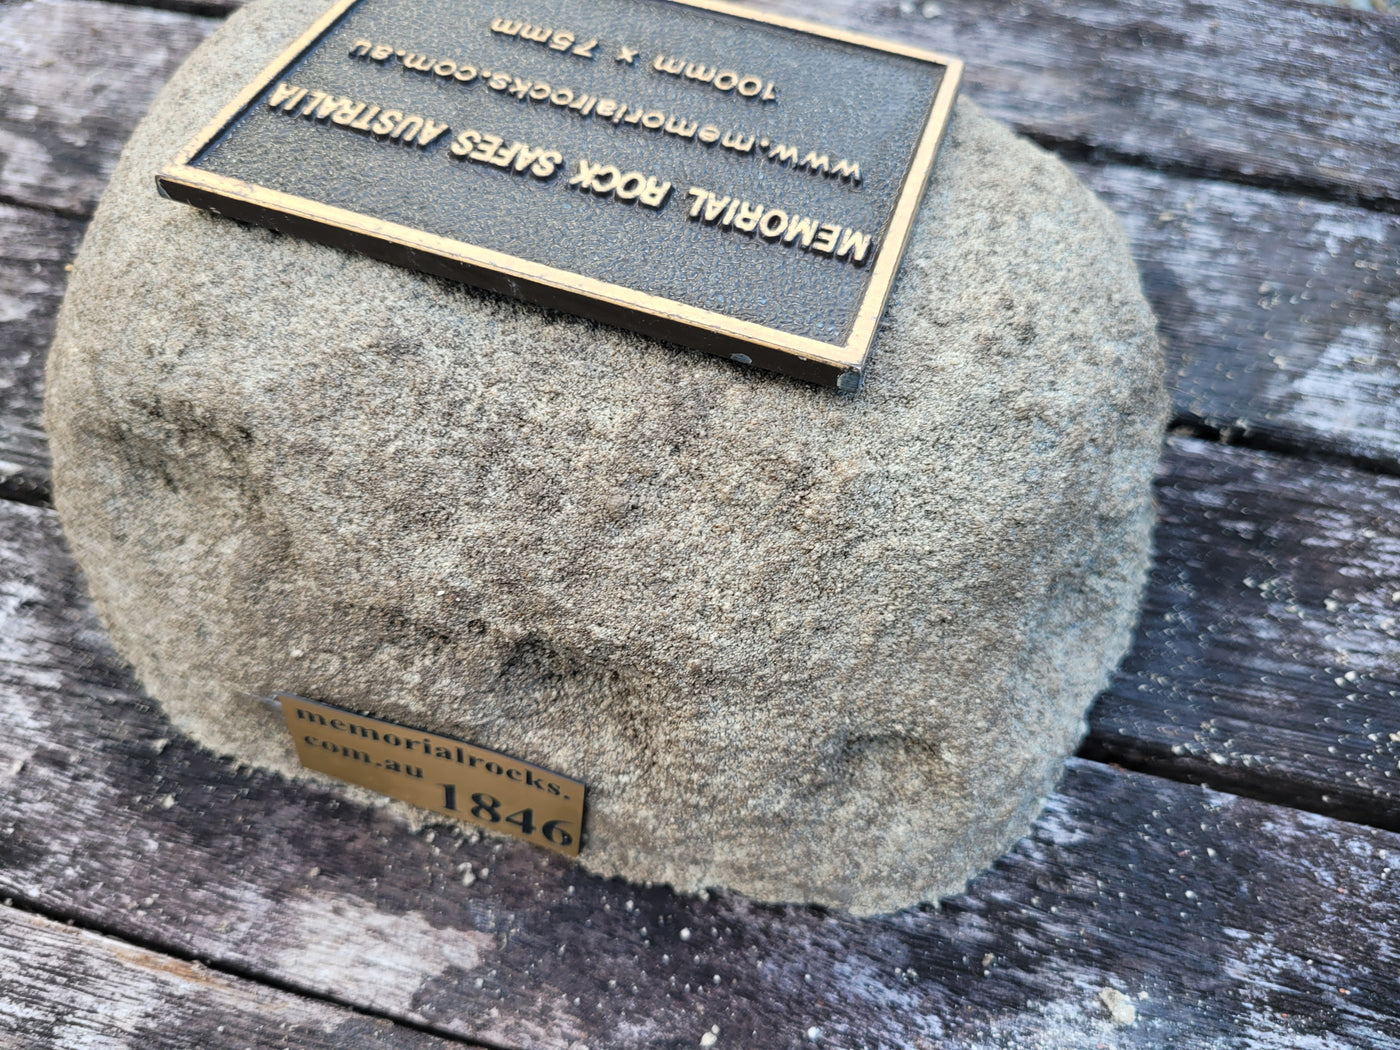 MEMORIAL ROCK SAFES AUSTRALIA
www.memorialrocks.com.au
100mm x 75mm
memorialrocks.
com.au
1846